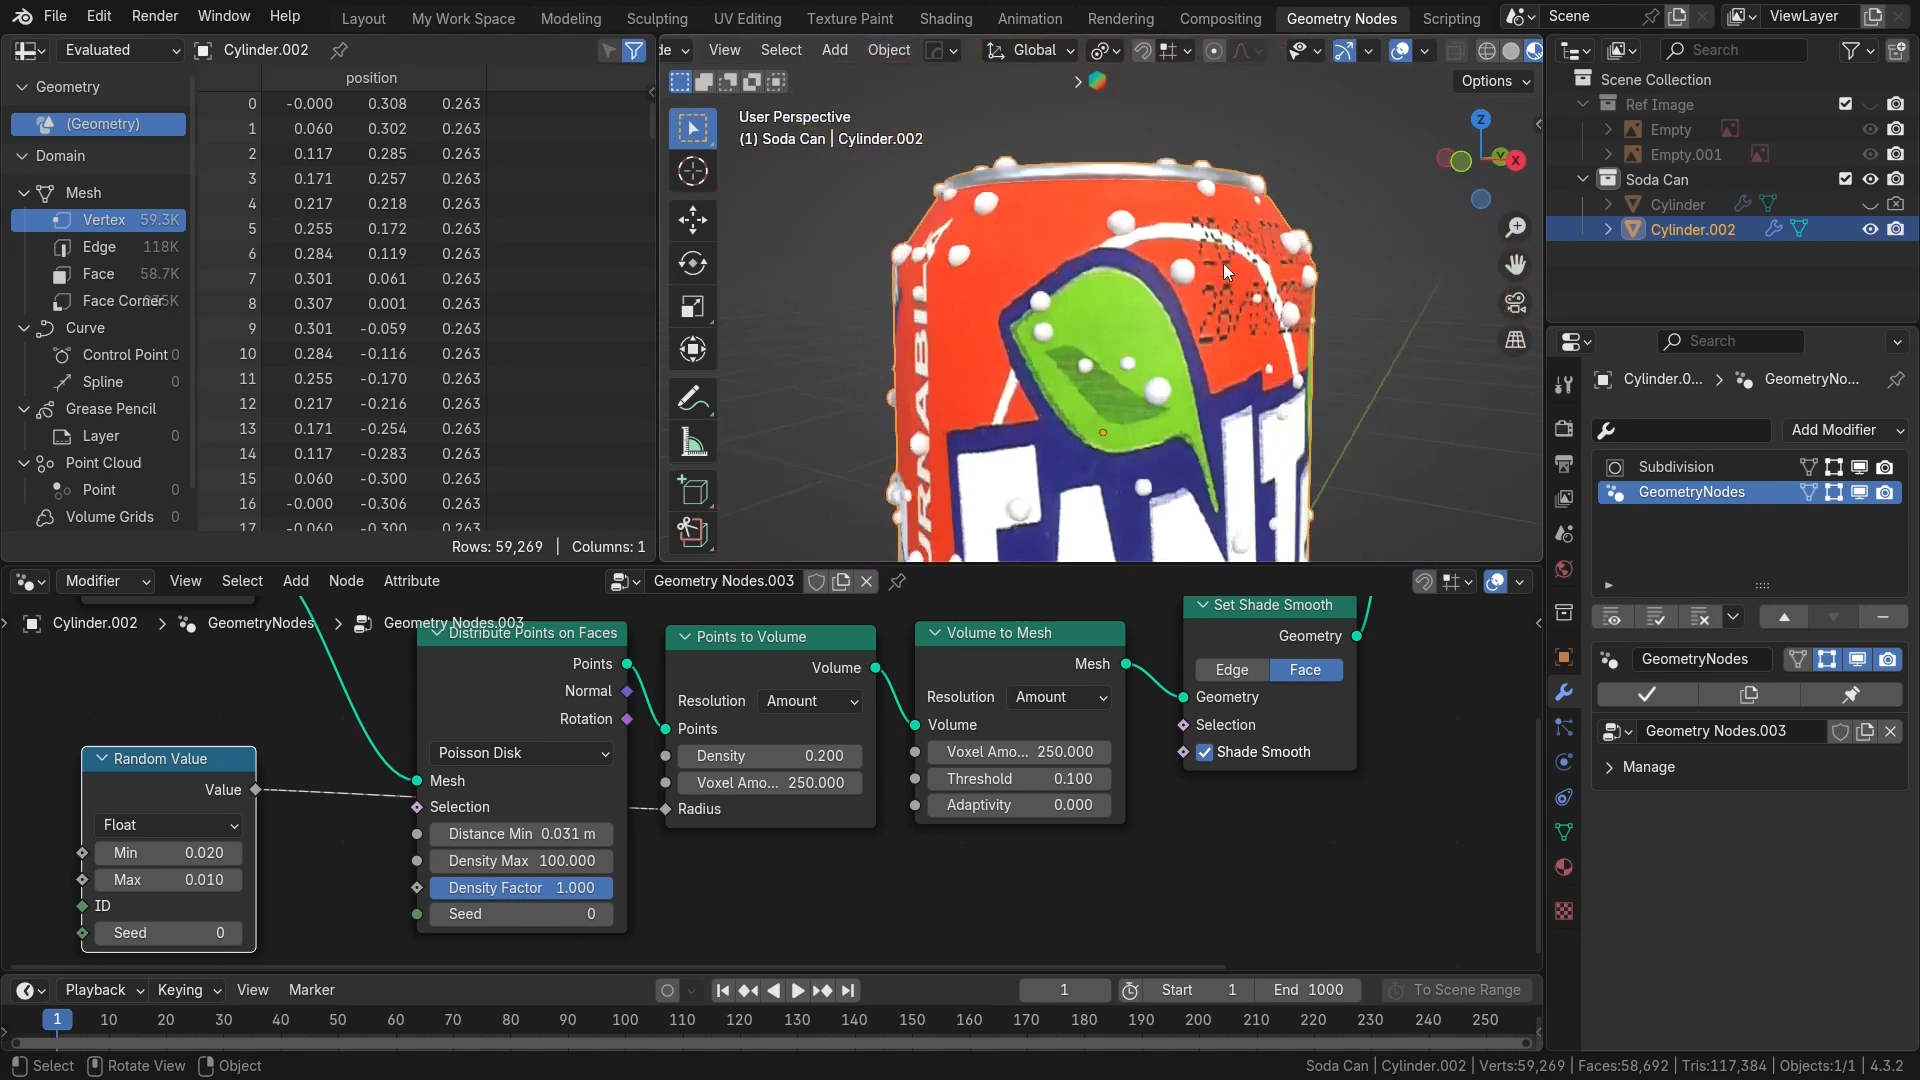 File Edit Render Window Help Layout My Work Space Modeling Sculpting UV Editing Texture Paint Shading Animation Rendering Compositing Geometry Nodes Scripting Scene ViewLayer
Evaluated Cylinder.002
de View Select Add Object Global
Search
Geometry
(Geometry)
Domain
Mesh
Vertex 59.3K
Edge 118K
Face 58.7K
Face Corner
Curve
Control Point 0
Spline 0
Grease Pencil
Layer 0
Point Cloud
Point 0
Volume Grids 0
position
0 -0.000 0.308 0.263
1 0.060 0.302 0.263
2 0.117 0.285 0.263
3 0.171 0.257 0.263
4 0.217 0.218 0.263
5 0.255 0.172 0.263
6 0.284 0.119 0.263
7 0.301 0.061 0.263
8 0.307 0.001 0.263
9 0.301 -0.059 0.263
10 0.284 -0.116 0.263
11 0.255 -0.170 0.263
12 0.217 -0.216 0.263
13 0.171 -0.254 0.263
14 0.117 -0.283 0.263
15 0.060 -0.300 0.263
16 -0.000 -0.306 0.263
17 -0.060 -0.300 0.263
Rows: 59,269 | Columns: 1
Options
User Perspective
(1) Soda Can | Cylinder.002
Z
Y
X
Scene Collection
Ref Image
Empty
Empty.001
Soda Can
Cylinder
Cylinder.002
Search
Cylinder.0... > GeometryNo...
Add Modifier
Subdivision
GeometryNodes
GeometryNodes
Geometry Nodes.003
Manage
Modifier View Select Add Node Attribute Geometry Nodes.003
Cylinder.002 > GeometryNodes > Geometry Nodes.003
Random Value
Value
Float
Min 0.020
Max 0.010
ID
Seed 0
Distribute Points on Faces
Points
Normal
Rotation
Poisson Disk
Mesh
Selection
Distance Min 0.031 m
Density Max 100.000
Density Factor 1.000
Seed 0
Points to Volume
Volume
Resolution Amount
Points
Density 0.200
Voxel Amo... 250.000
Radius
Volume to Mesh
Mesh
Resolution Amount
Volume
Voxel Amo... 250.000
Threshold 0.100
Adaptivity 0.000
Set Shade Smooth
Geometry
Edge Face
Geometry
Selection
Shade Smooth
Playback Keying View Marker 1 Start 1 End 1000 To Scene Range
1 10 20 30 40 50 60 70 80 90 100 110 120 130 140 150 160 170 180 190 200 210 220 230 240 250
Select Rotate View Object
Soda Can | Cylinder.002 | Verts:59,269 | Faces:58,692 | Tris:117,384 | Objects:1/1 | 4.3.2